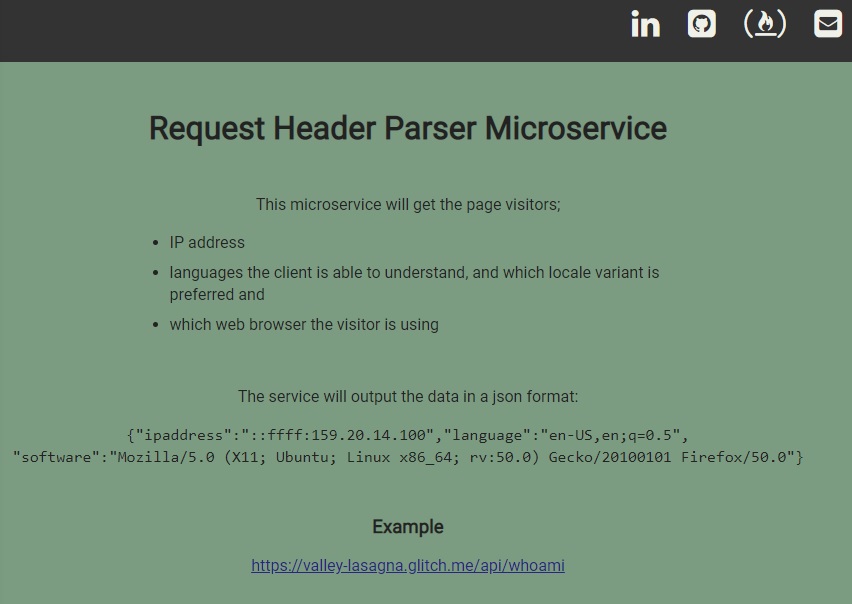 in
Request Header Parser Microservice
This microservice will get the page visitors;
• IP address
• languages the client is able to understand, and which locale variant is
preferred and
• which web browser the visitor is using
The service will output the data in a json format:
{"ipaddress":"::ffff:159.20.14.100","language":"en-US,en;q=0.5",
"software":"Mozilla/5.0 (X11; Ubuntu; Linux x86_64; rv:50.0) Gecko/20100101 Firefox/50.0"}
Example
https://valley-lasagna.glitch.me/api/whoami